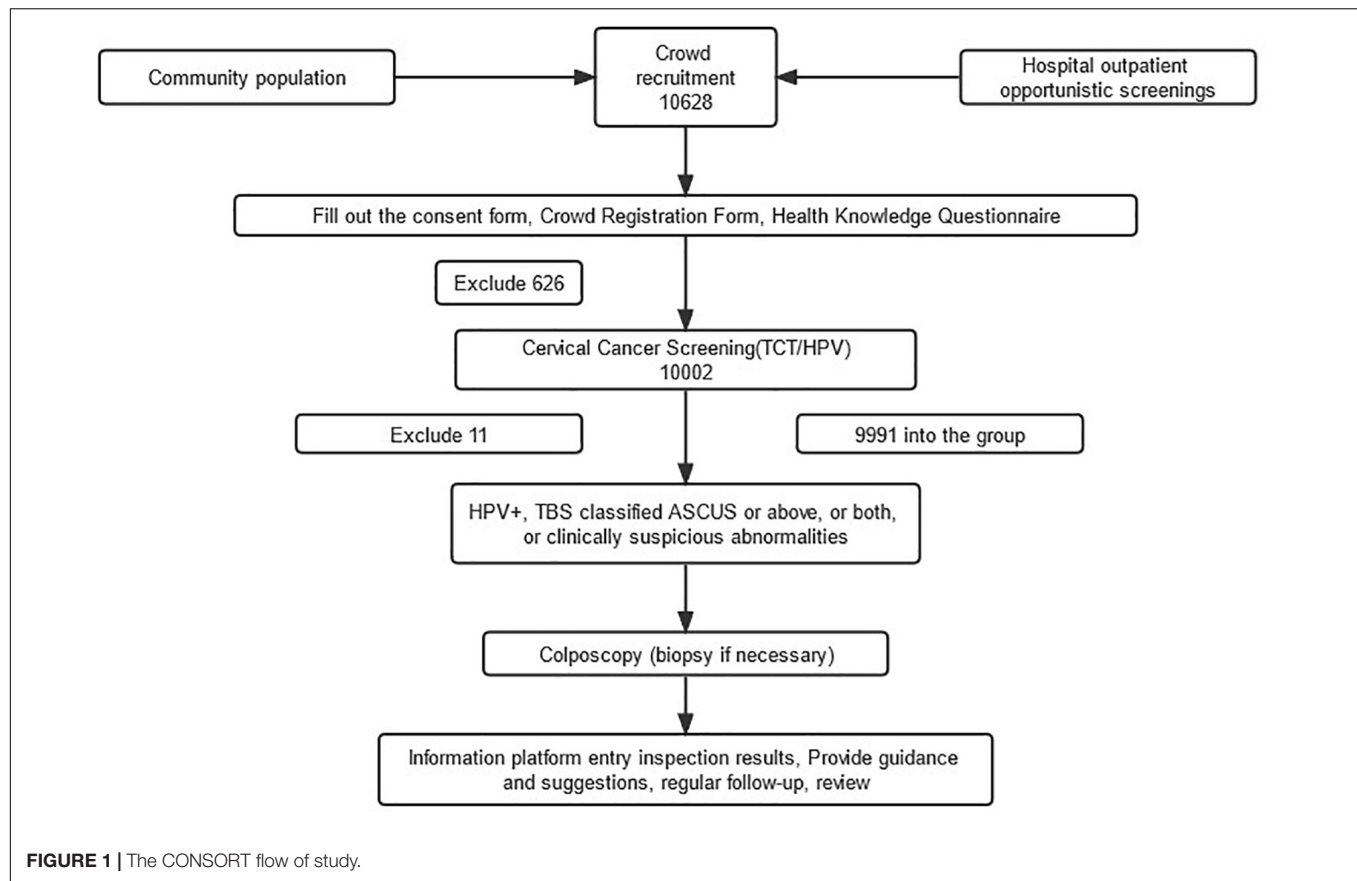 Community population
Crowd
recruitment
10628
Hospital outpatient
opportunistic screenings
Fill out the consent form, Crowd Registration Form, Health Knowledge Questionnaire
Exclude 626
Cervical Cancer Screening(TCT/HPV)
10002
Exclude 11
9991 into the group
HPV+, TBS classified ASCUS or above, or both,
or clinically suspicious abnormalities
Colposcopy (biopsy if necessary)
Information platform entry inspection results, Provide guidance
and suggestions, regular follow-up, review
FIGURE 1 | The CONSORT flow of study.